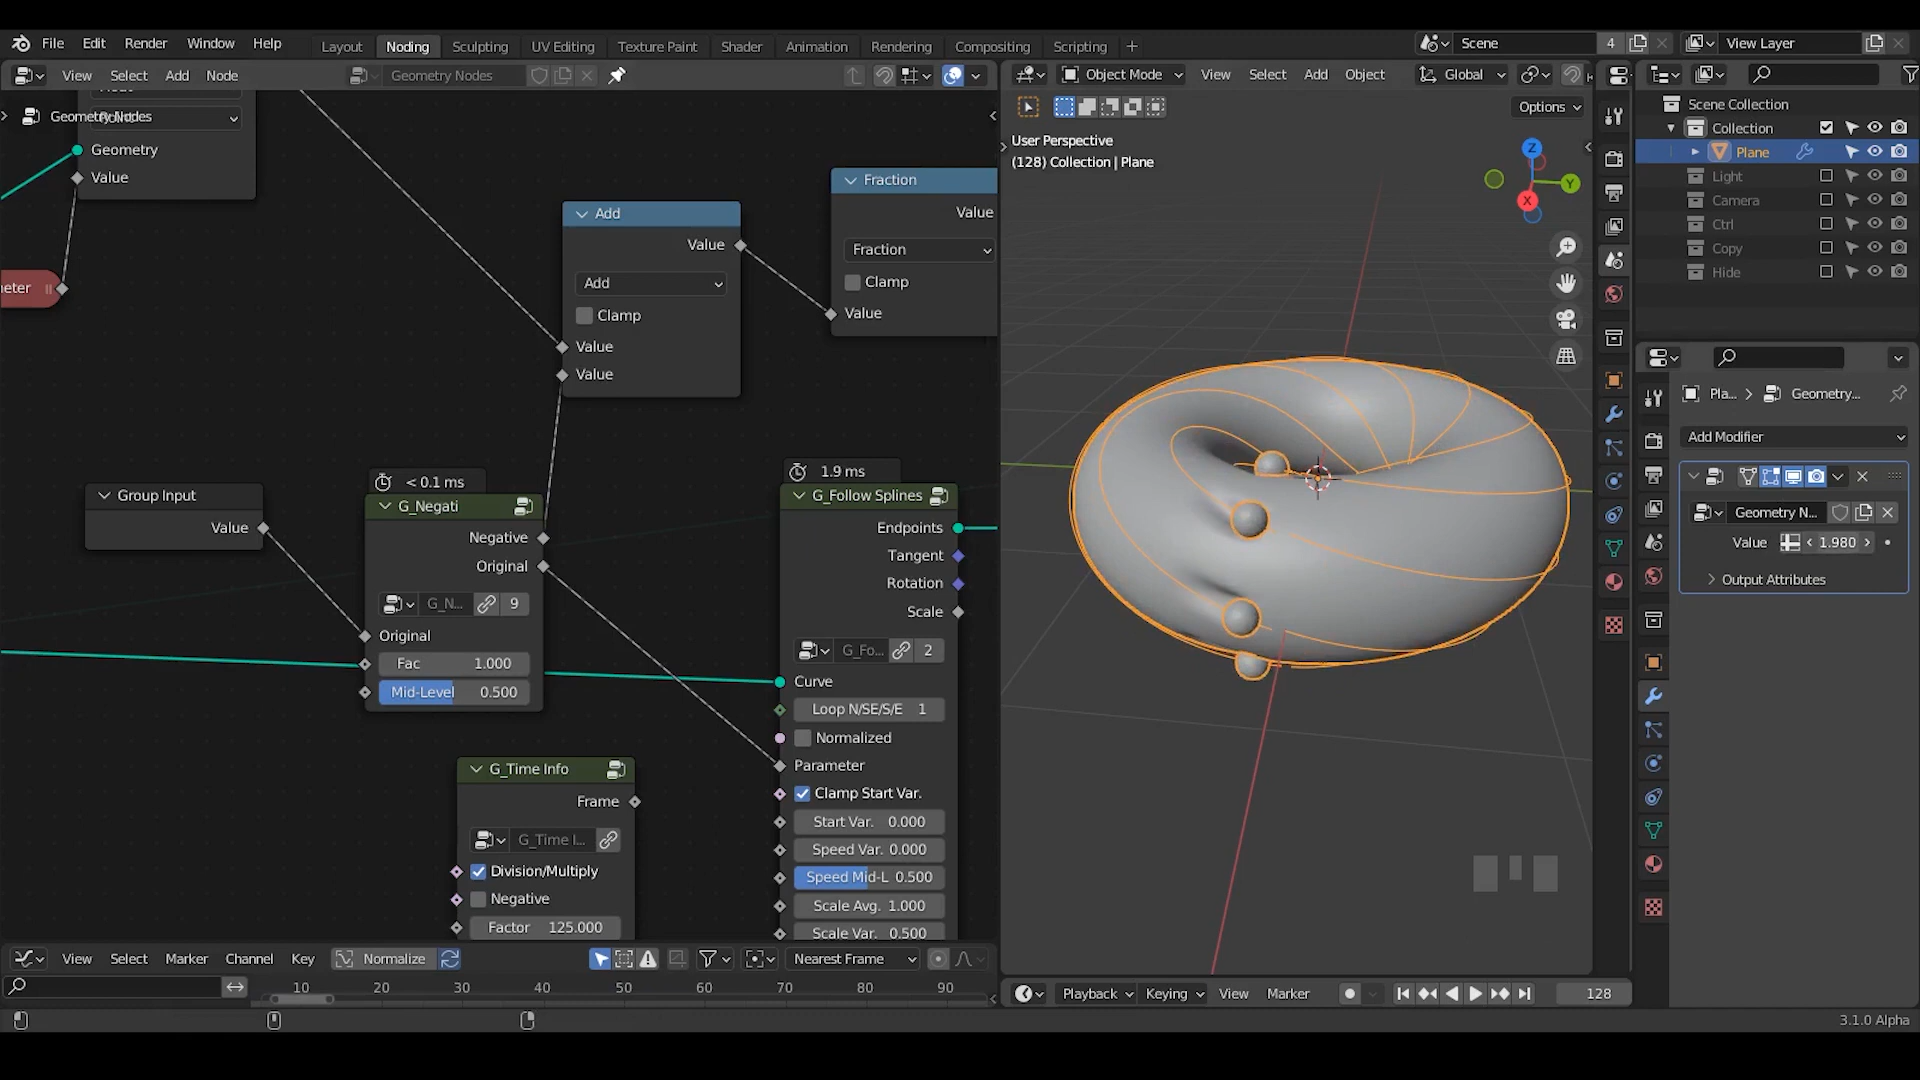 File Edit Render Window Help
Layout Noding Sculpting UV Editing Texture Paint Shader Animation Rendering Compositing Scripting +
Scene 4
View Layer
View Select Add Node
Geometry Nodes
Object Mode
View Select Add Object
Global
Options
Geometry Nodes
Geometry
Value
eter
Add
Value
Add
Clamp
Value
Value
Fraction
Value
Fraction
Clamp
Value
Group Input
Value
< 0.1 ms
G_Negati
Negative
Original
G_N... 9
Original
Fac 1.000
Mid-Level 0.500
1.9 ms
G_Follow Splines
Endpoints
Tangent
Rotation
Scale
G_Fo... 2
Curve
Loop N/SE/S/E 1
Normalized
Parameter
Clamp Start Var.
Start Var. 0.000
Speed Var. 0.000
Speed Mid-L 0.500
Scale Avg. 1.000
Scale Var. 0.500
G_Time Info
Frame
G_Time I...
Division/Multiply
Negative
Factor 125.000
User Perspective
(128) Collection | Plane
Z
Y
X
Scene Collection
Collection
Plane
Light
Camera
Ctrl
Copy
Hide
Pla... > Geometry...
Add Modifier
Geometry N...
Value 1.980
Output Attributes
View Select Marker Channel Key Normalize Nearest Frame
10 20 30 40 50 60 70 80 90
Playback Keying View Marker 128
3.1.0 Alpha